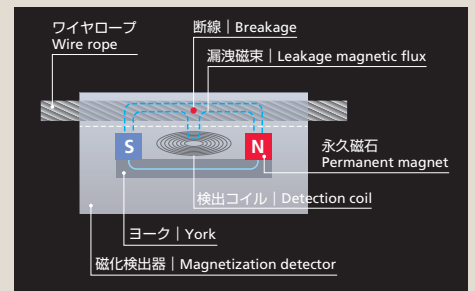 ワイヤロープ
Wire rope
断線｜Breakage
漏洩磁束｜Leakage magnetic flux
S
N
永久磁石
Permanent magnet
検出コイル｜Detection coil
ヨーク｜York
磁化検出器｜Magnetization detector